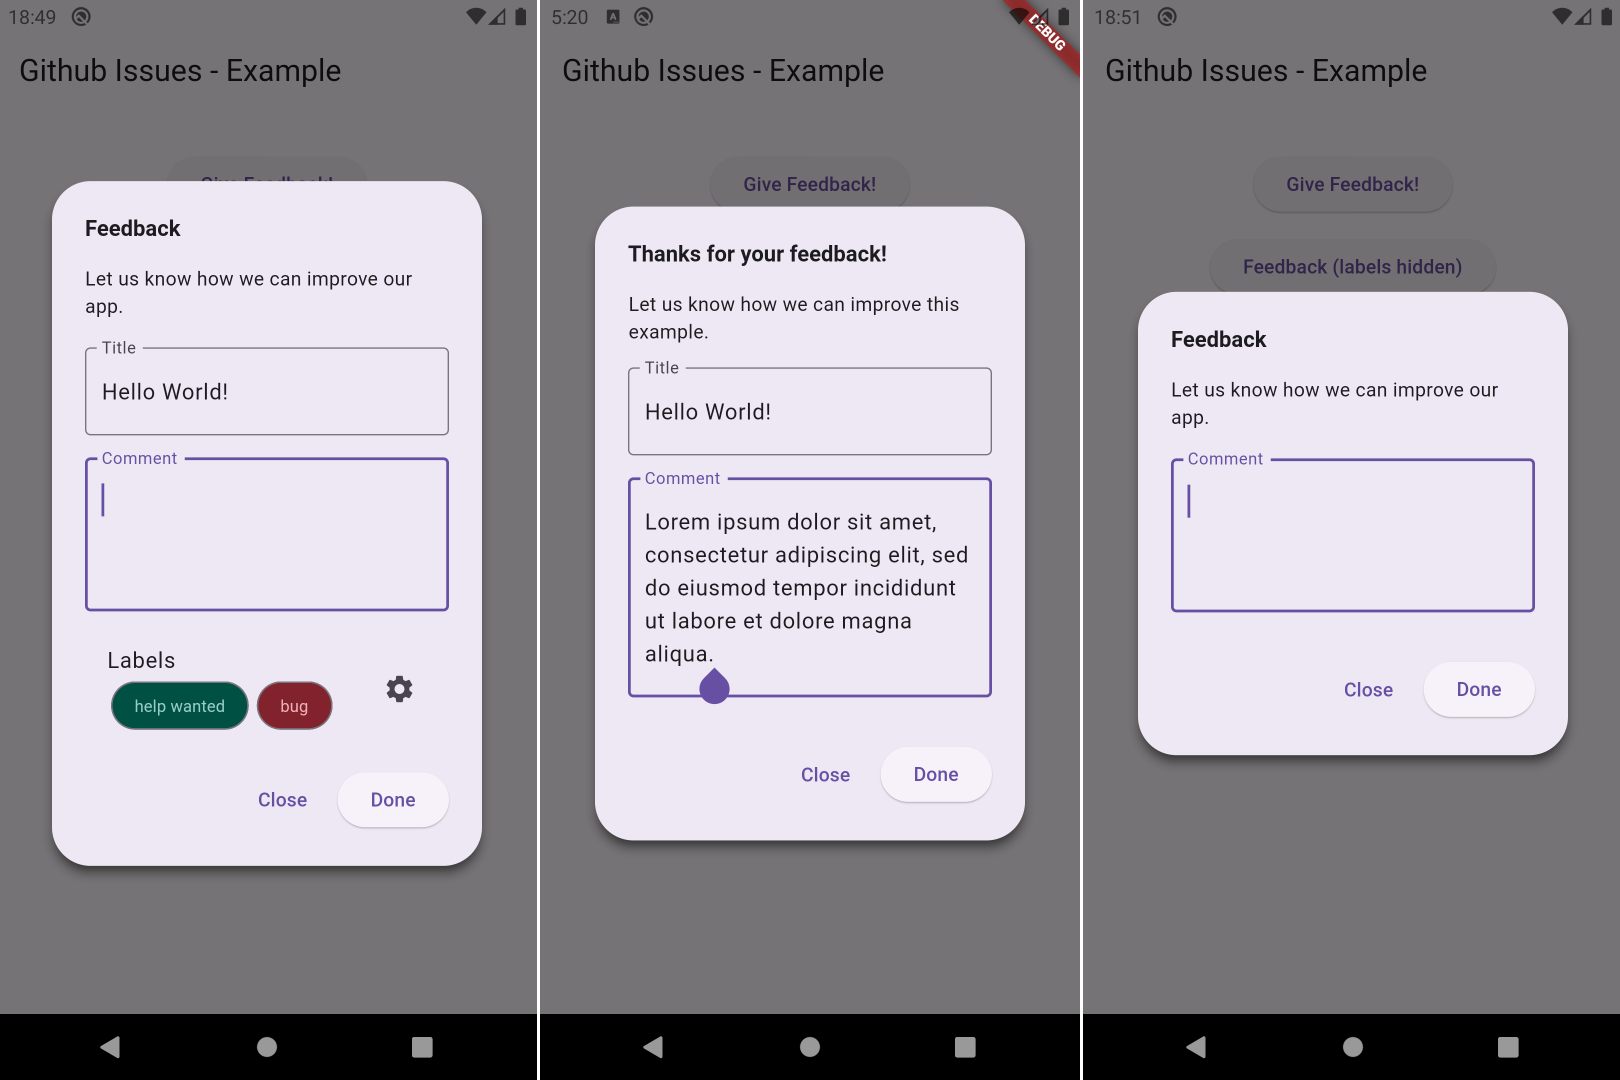 18:49
Github Issues - Example
Feedback
Let us know how we can improve our
app.
Title
Hello World!
Comment
Labels
help wanted
bug
Close
Done
5:20
A
DEBUG
Github Issues - Example
Give Feedback!
Thanks for your feedback!
Let us know how we can improve this
example.
Title
Hello World!
Comment
Lorem ipsum dolor sit amet,
consectetur adipiscing elit, sed
do eiusmod tempor incididunt
ut labore et dolore magna
aliqua.
Close
Done
18:51
Github Issues - Example
Give Feedback!
Feedback (labels hidden)
Feedback
Let us know how we can improve our
app.
Comment
Close
Done